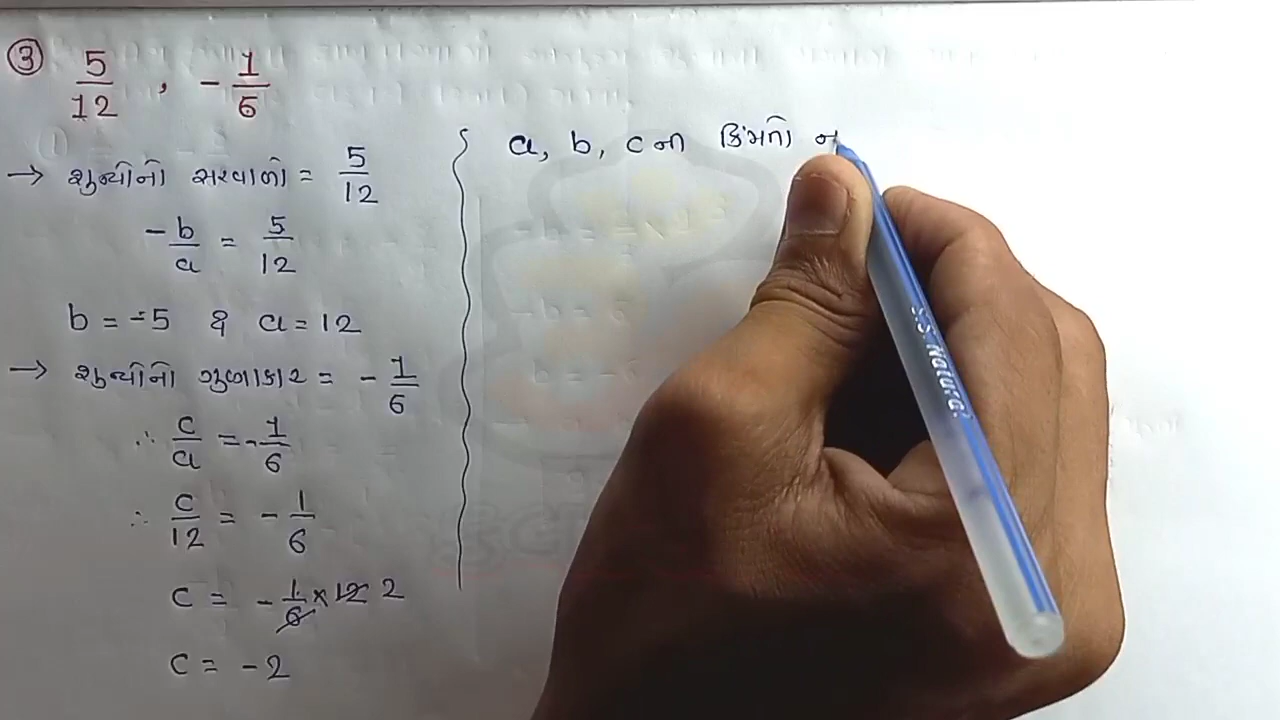 ③ 5/12 , - 1/6
→ શૂન્યોનો સરવાળો = 5/12
-b/a = 5/12
b = -5 & a = 12
→ શૂન્યોનો ગુણાકાર = - 1/6
∴ c/a = - 1/6
∴ c/12 = - 1/6
c = - 1/6 × 12 2
c = -2
a, b, c ની કિંમતો
S.S. Natural